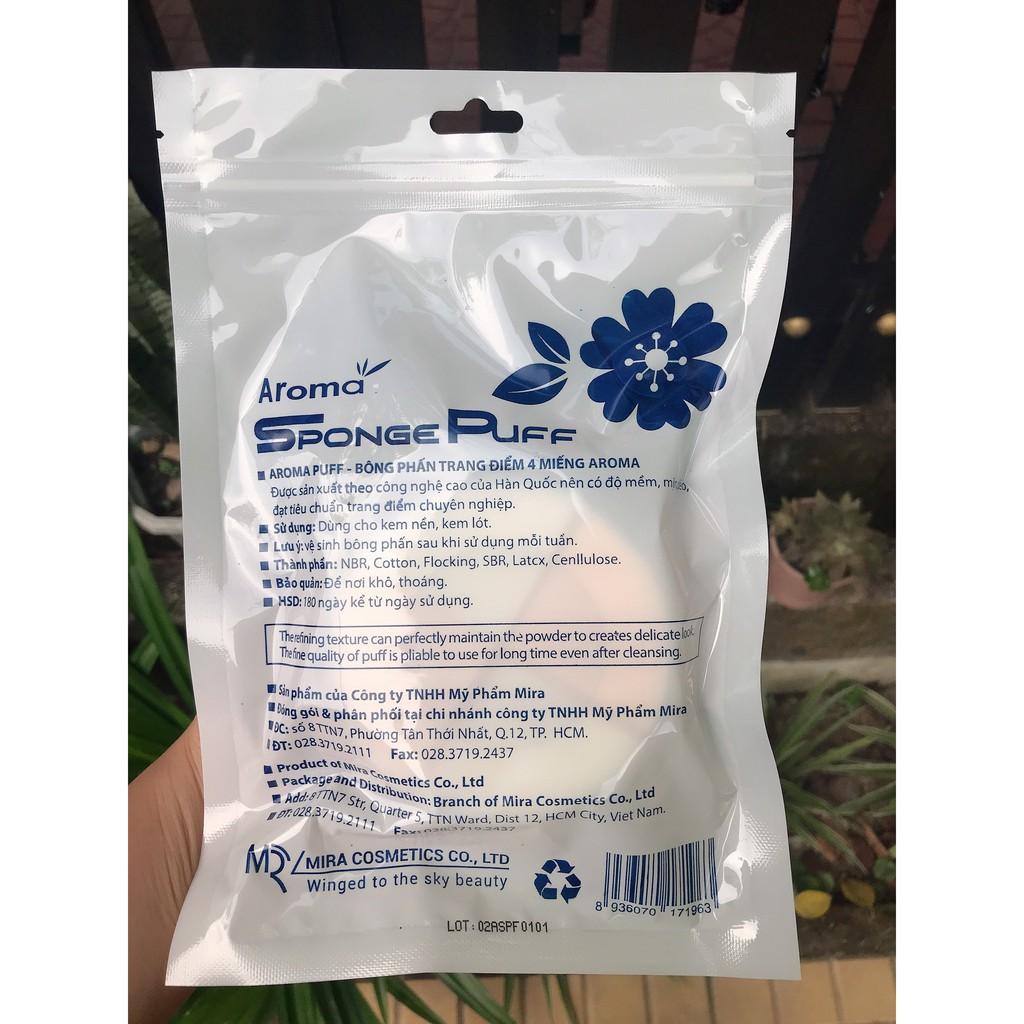 Aroma
SPONGE PUFF
AROMA PUFF - BÔNG PHẤN TRANG ĐIỂM 4 MIẾNG AROMA
Được sản xuất theo công nghệ cao của Hàn Quốc nên có độ mềm,
đạt tiêu chuẩn trang điểm chuyên nghiệp.
Sử dụng: Dùng cho kem nền, kem lót.
Lưu ý: vệ sinh bông phấn sau khi sử dụng mỗi tuần.
Thành phần: NBR, Cotton, Flocking, SBR, Latcx, Cenllulose.
Bảo quản: Để nơi khô, thoáng.
HSD: 180 ngày kể từ ngày sử dụng.
The refining texture can perfectly maintain the powder to creates delicate look.
The fine quality of puff is pliable to use for long time even after cleansing.
Sản phẩm của Công ty TNHH Mỹ Phẩm Mira
Đóng gói & phân phối tại chi nhánh công ty TNHH Mỹ Phẩm Mira
ĐC: số 8 TTN7, Phường Tân Thới Nhất, Q.12, TP. HCM.
ĐT: 028.3719.2111 Fax: 028.3719.2437
Product of Mira Cosmetics Co., Ltd
Package and Distribution: Branch of Mira Cosmetics Co., Ltd
Add: 8 TTN7 Str, Quarter 5, TTN Ward, Dist 12, HCM City, Viet Nam.
ĐT: 028.3719.2111 Fax: 028.3719.2437
MR MIRA COSMETICS CO., LTD
Winged to the sky beauty
8 936070 171963
LOT : 02ASPF0101